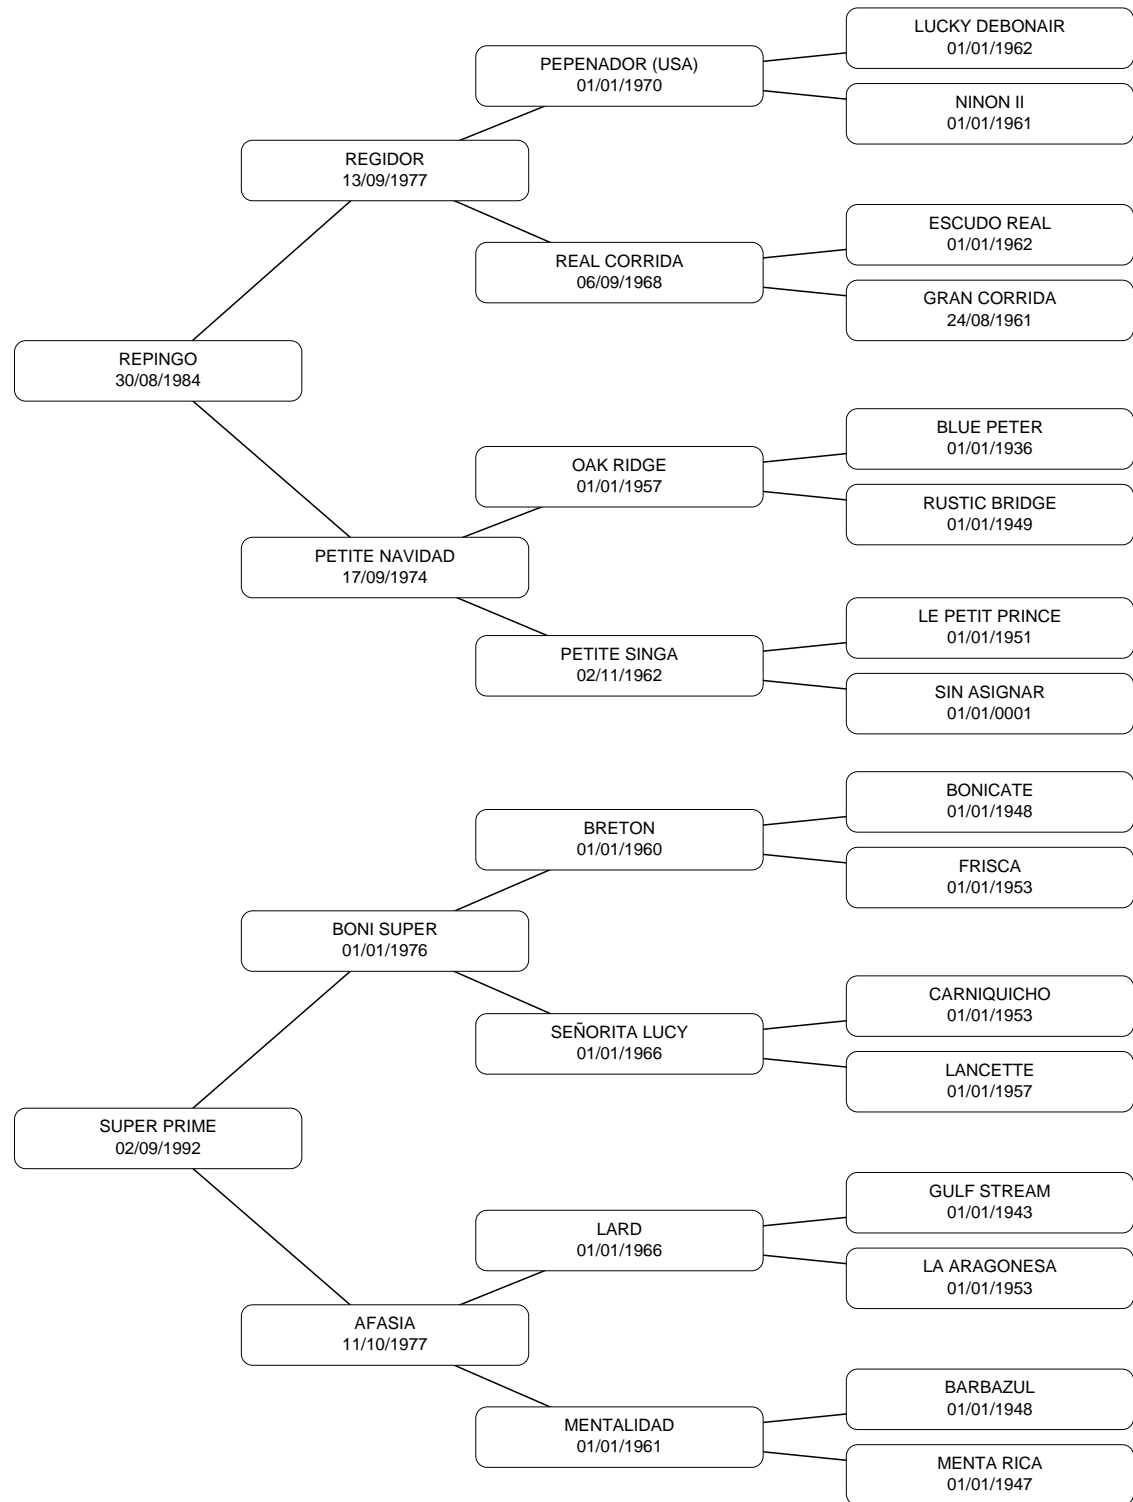 LUCKY DEBONAIR
01/01/1962
PEPENADOR (USA)
01/01/1970
NINON II
01/01/1961
REGIDOR
13/09/1977
ESCUDO REAL
01/01/1962
REAL CORRIDA
06/09/1968
GRAN CORRIDA
24/08/1961
REPINGO
30/08/1984
BLUE PETER
01/01/1936
OAK RIDGE
01/01/1957
RUSTIC BRIDGE
01/01/1949
PETITE NAVIDAD
17/09/1974
LE PETIT PRINCE
01/01/1951
PETITE SINGA
02/11/1962
SIN ASIGNAR
01/01/0001
BONICATE
01/01/1948
BRETON
01/01/1960
FRISCA
01/01/1953
BONI SUPER
01/01/1976
CARNIQUICHO
01/01/1953
SEÑORITA LUCY
01/01/1966
LANCETTE
01/01/1957
SUPER PRIME
02/09/1992
GULF STREAM
01/01/1943
LARD
01/01/1966
LA ARAGONESA
01/01/1953
AFASIA
11/10/1977
BARBAZUL
01/01/1948
MENTALIDAD
01/01/1961
MENTA RICA
01/01/1947